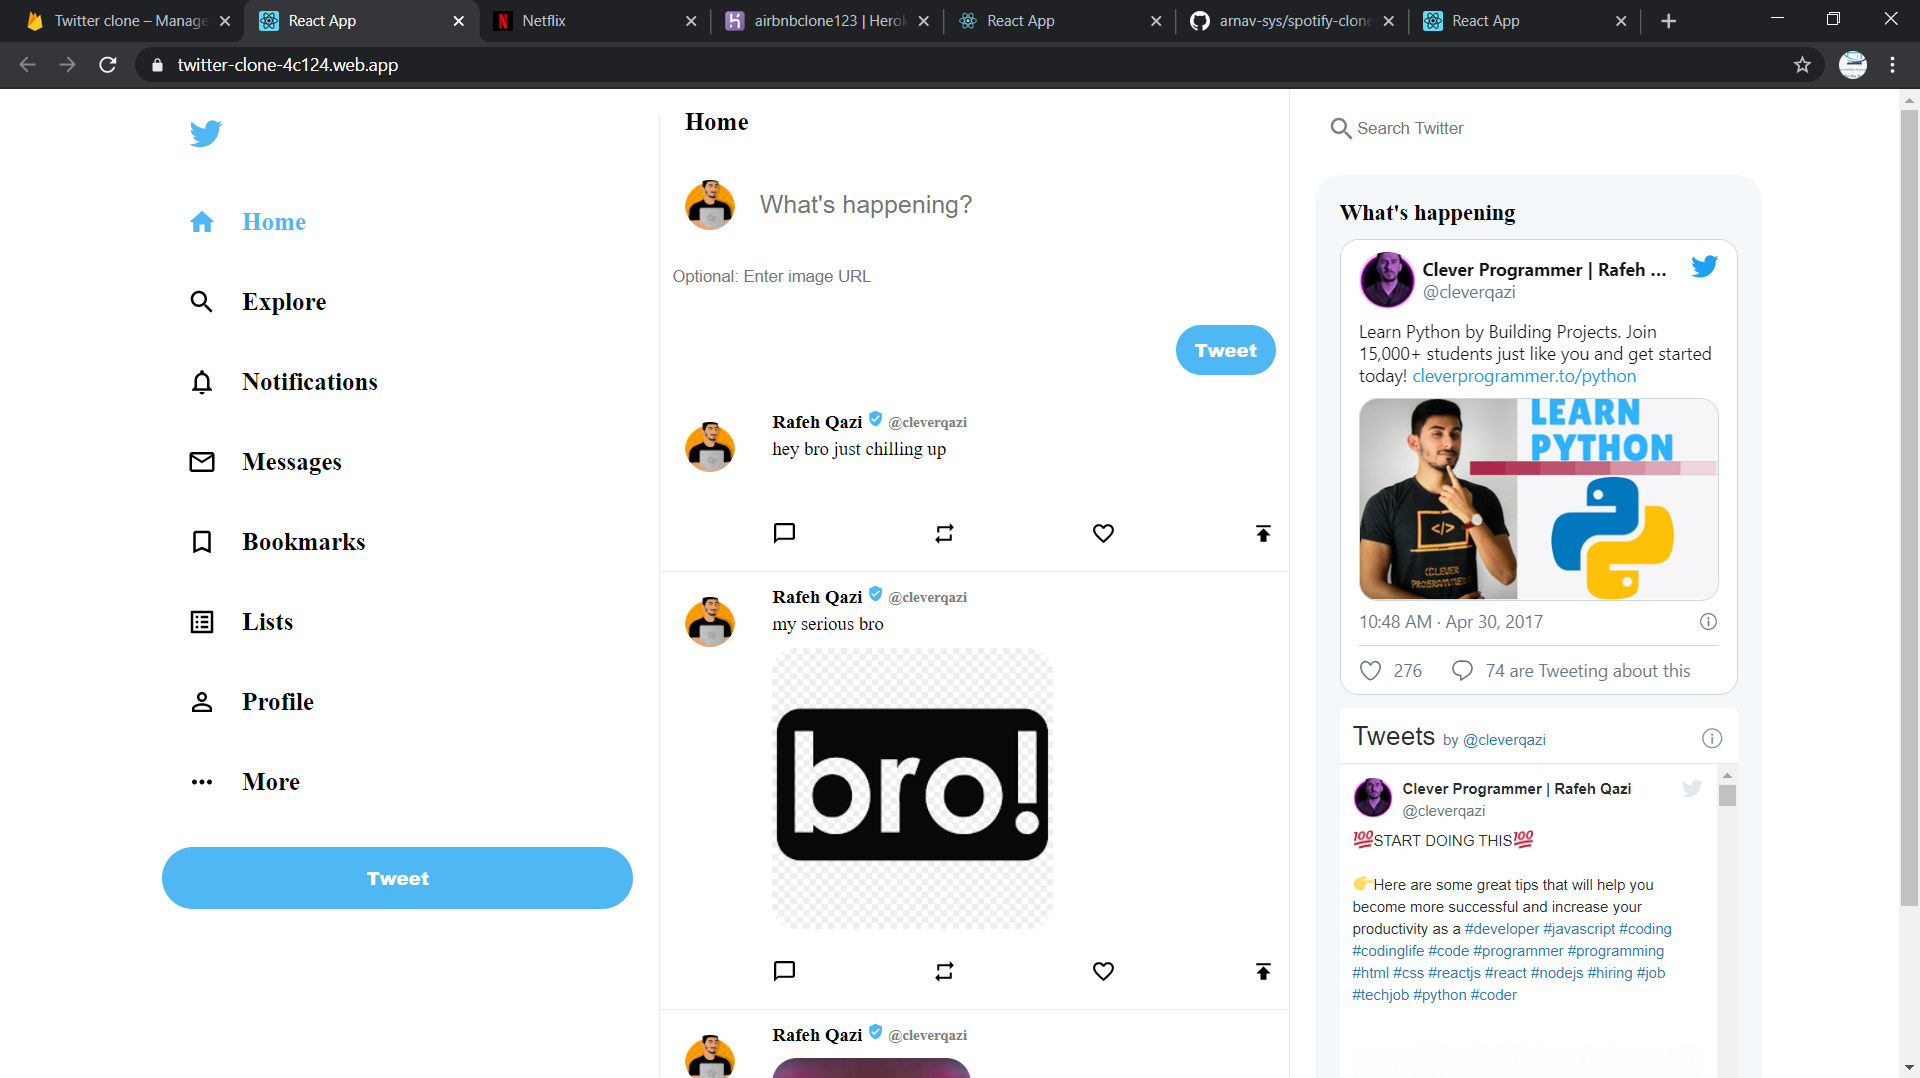 Twitter clone – Manage
React App
Netflix
airbnbclone123 | Herok
React App
arnav-sys/spotify-clone
React App
twitter-clone-4c124.web.app
Home
Explore
Notifications
Messages
Bookmarks
Lists
Profile
More
Tweet
Home
What's happening?
Optional: Enter image URL
Tweet
Rafeh Qazi @cleverqazi
hey bro just chilling up
Rafeh Qazi @cleverqazi
my serious bro
bro!
Rafeh Qazi @cleverqazi
Search Twitter
What's happening
Clever Programmer | Rafeh ...
@cleverqazi
Learn Python by Building Projects. Join
15,000+ students just like you and get started
today! cleverprogrammer.to/python
LEARN
PYTHON
</>
CLEVER
PROGRAMMER
10:48 AM · Apr 30, 2017
276
74 are Tweeting about this
Tweets by @cleverqazi
Clever Programmer | Rafeh Qazi
@cleverqazi
💯START DOING THIS💯
👉Here are some great tips that will help you
become more successful and increase your
productivity as a #developer #javascript #coding
#codinglife #code #programmer #programming
#html #css #reactjs #react #nodejs #hiring #job
#techjob #python #coder